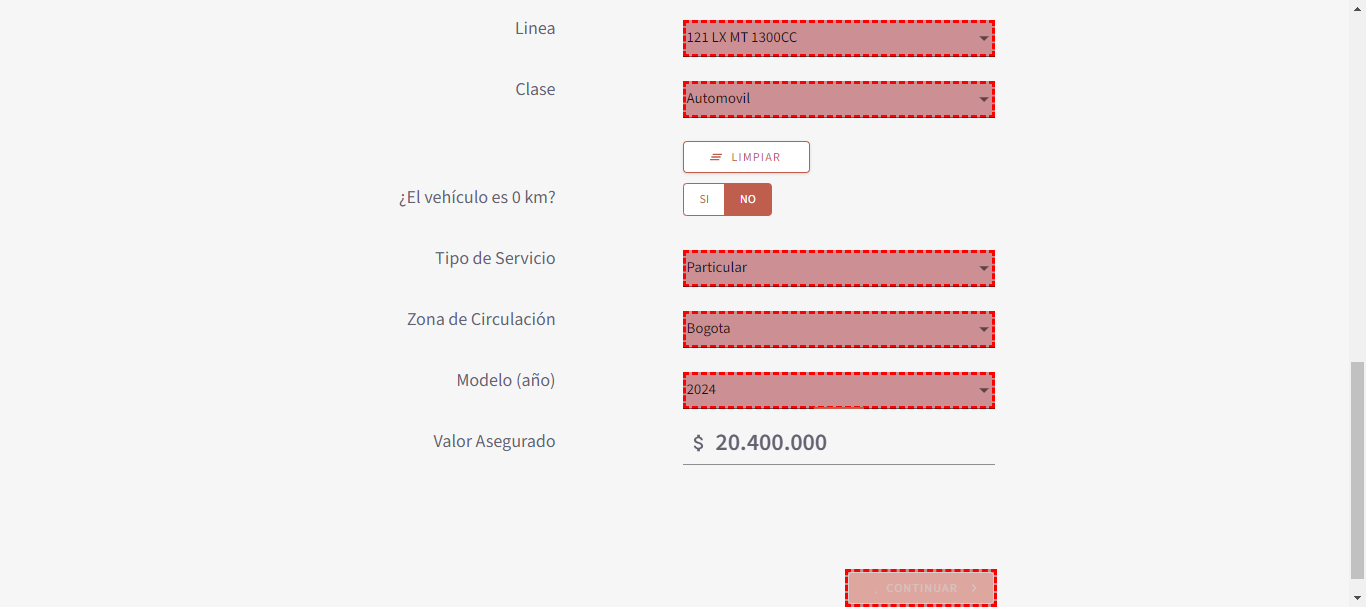 Linea
121 LX MT 1300CC
Clase
Automovil
LIMPIAR
¿El vehículo es 0 km?
SI NO
Tipo de Servicio
Particular
Zona de Circulación
Bogota
Modelo (año)
2024
Valor Asegurado
$ 20.400.000
CONTINUAR